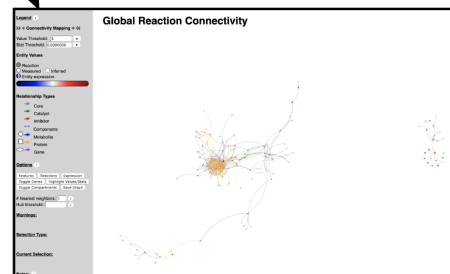 Global Reaction Connectivity
Legend i
>> + Connectivity Mapping + <<
Value Threshold:
Stat Threshold:
Entity Values
Reaction
Measured Inferred
Entity expression
Relationship Types
Core
Catalyst
Inhibitor
Components
Metabolite
Protein
Gene
Options i
Features Reactions Expression
Toggle Genes Highlight Values/Stats
Toggle Compartments Save Graph
# Nearest neighbors:
Hub threshold:
Warnings:
Selection Type:
Current Selection: